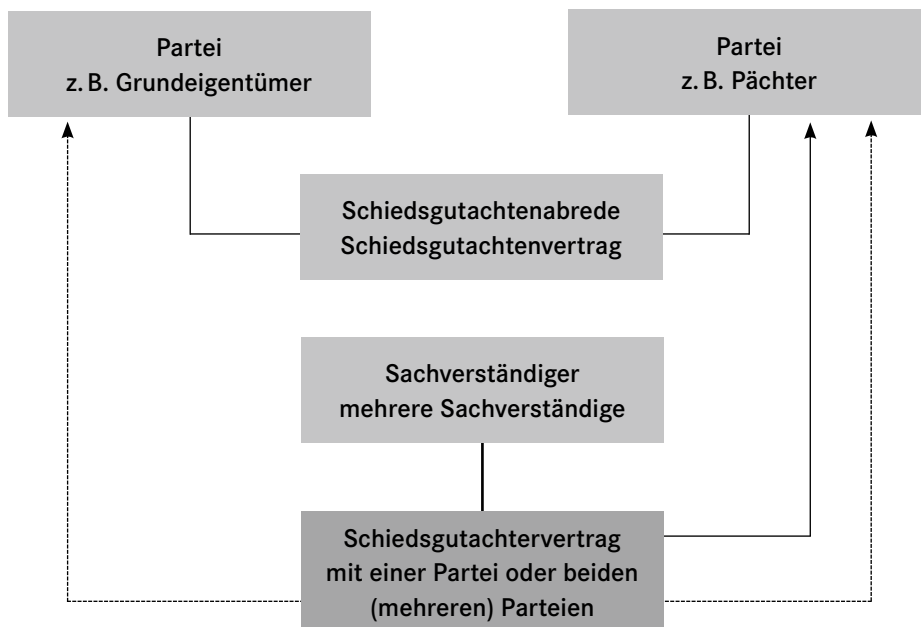 Partei
z. B. Grundeigentümer
Partei
z. B. Pächter
Schiedsgutachtenabrede
Schiedsgutachtenvertrag
Sachverständiger
mehrere Sachverständige
Schiedsgutachtervertrag
mit einer Partei oder beiden
(mehreren) Parteien